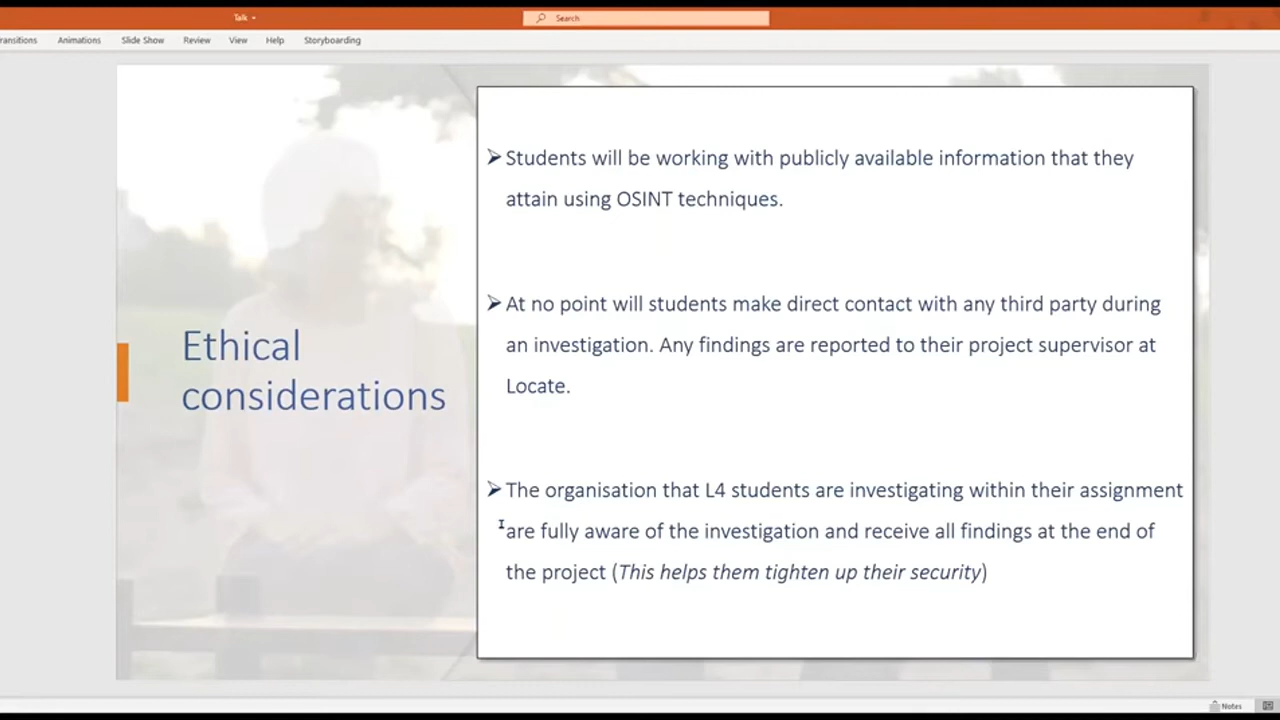 Talk
Search
ransitions Animations Slide Show Review View Help Storyboarding
Ethical
considerations
➢ Students will be working with publicly available information that they
attain using OSINT techniques.
➢ At no point will students make direct contact with any third party during
an investigation. Any findings are reported to their project supervisor at
Locate.
➢ The organisation that L4 students are investigating within their assignment
are fully aware of the investigation and receive all findings at the end of
the project (This helps them tighten up their security)
Notes